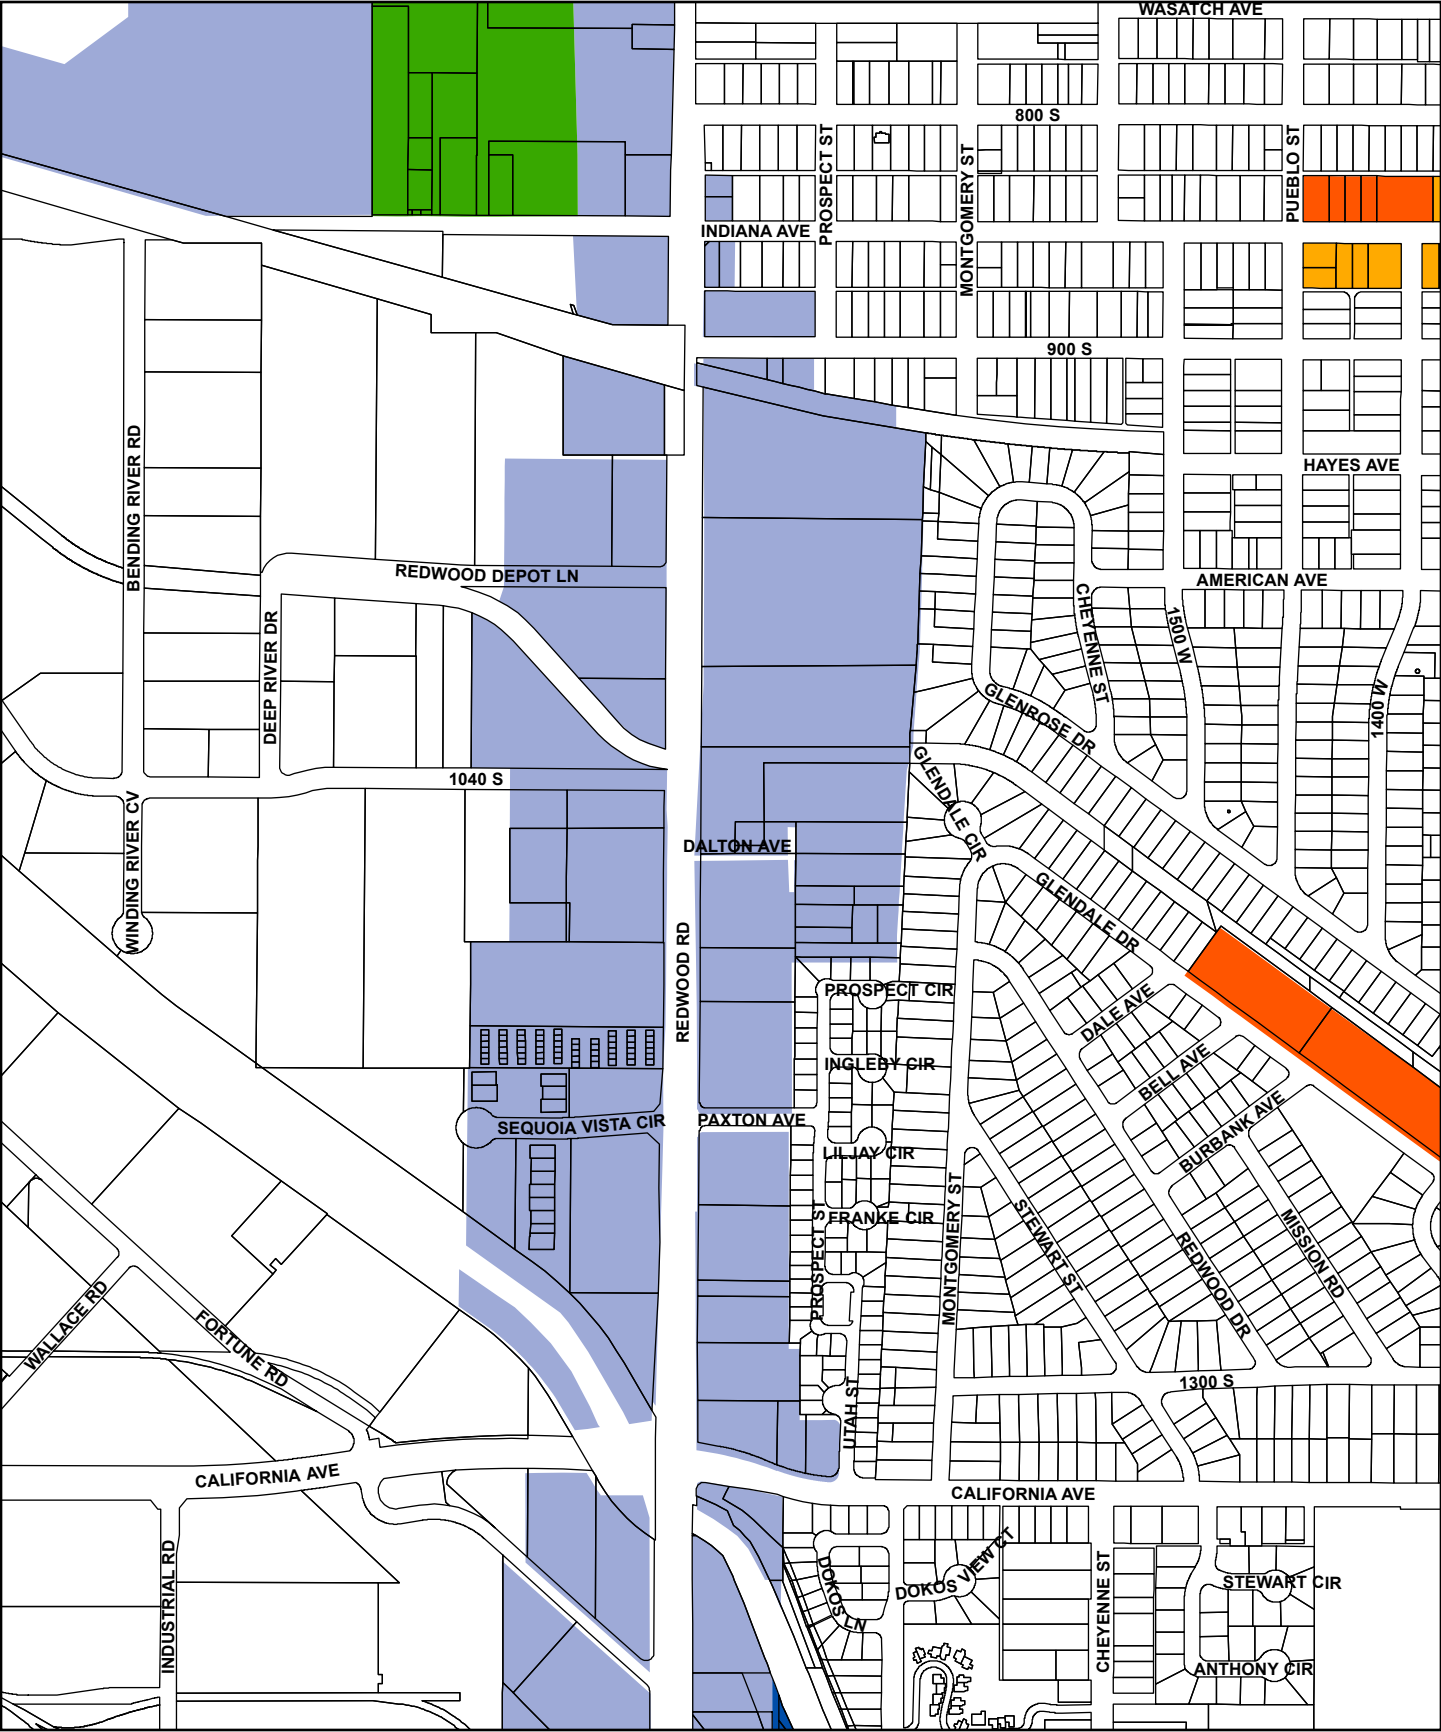 WASATCH AVE
800 S
PROSPECT ST
MONTGOMERY ST
PUEBLO ST
INDIANA AVE
900 S
BENDING RIVER RD
HAYES AVE
REDWOOD DEPOT LN
AMERICAN AVE
CHEYENNE ST
1500 W
DEEP RIVER DR
GLENROSE DR
1400 W
1040 S
GLENDALE CIR
WINDING RIVER CV
DALTON AVE
GLENDALE DR
REDWOOD RD
PROSPECT CIR
DALE AVE
INGLEBY CIR
BELL AVE
SEQUOIA VISTA CIR
PAXTON AVE
BURBANK AVE
LILJAY CIR
PROSPECT ST
FRANKE CIR
MONTGOMERY ST
STEWART ST
REDWOOD DR
MISSION RD
WALLACE RD
FORTUNE RD
UTAH ST
1300 S
CALIFORNIA AVE
CALIFORNIA AVE
INDUSTRIAL RD
DOKOS LN
DOKOS VIEW CT
CHEYENNE ST
STEWART CIR
ANTHONY CIR